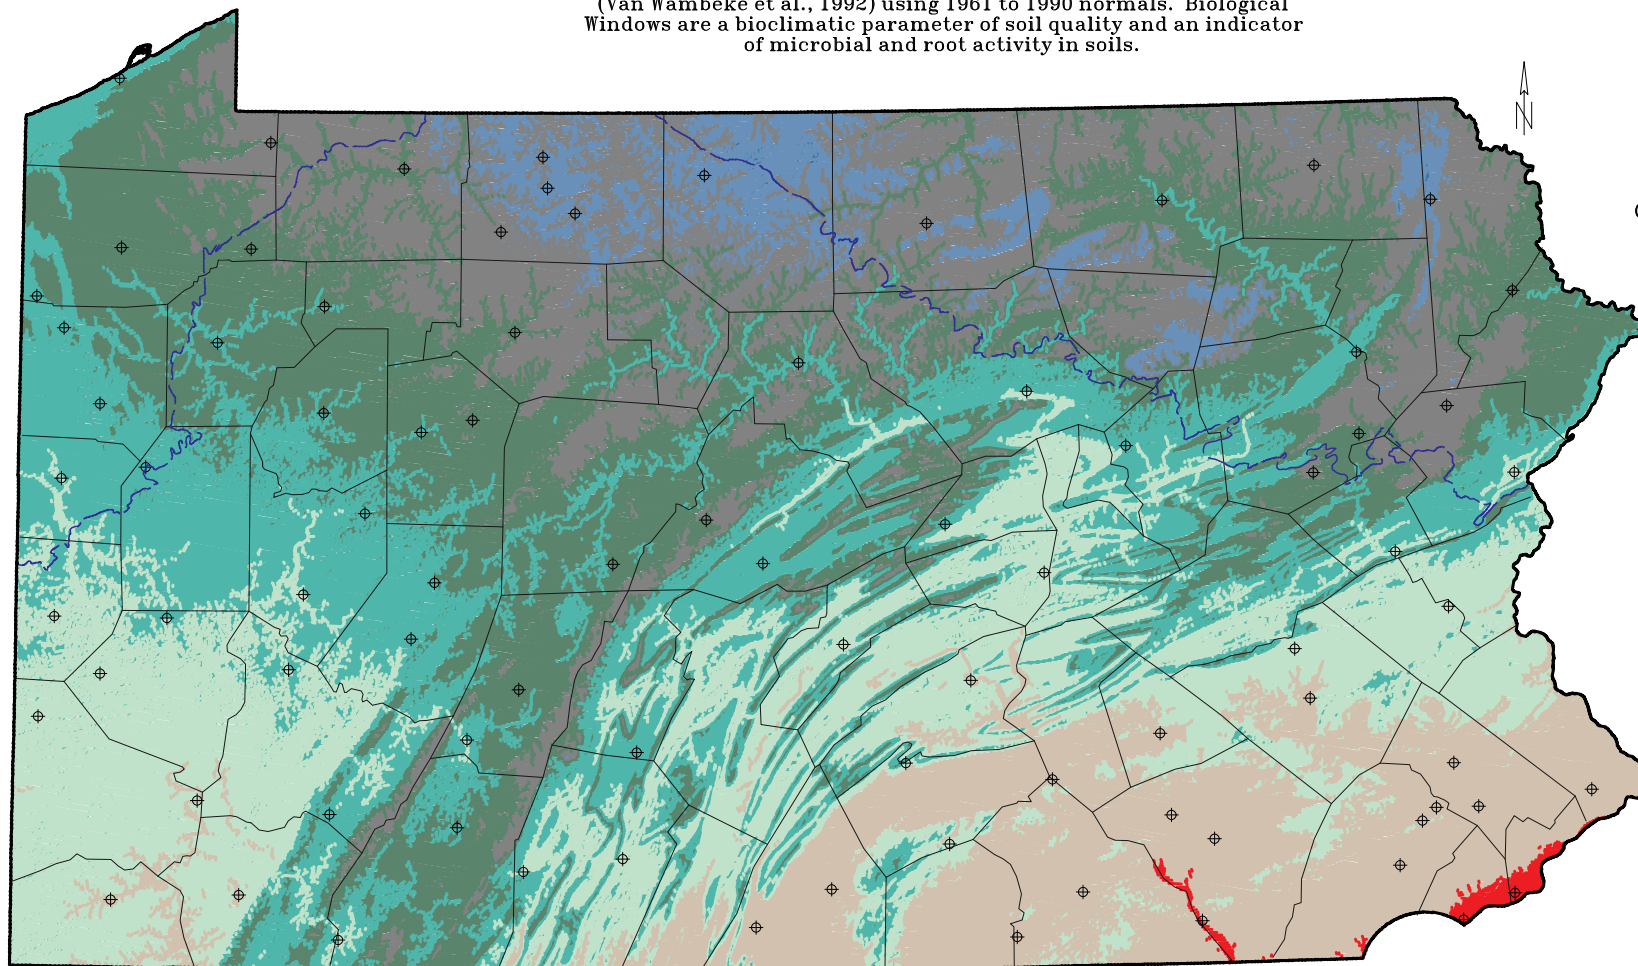 (Van Wambeke et al., 1992) using 1961 to 1990 normals. Biological
Windows are a bioclimatic parameter of soil quality and an indicator
of microbial and root activity in soils.
N